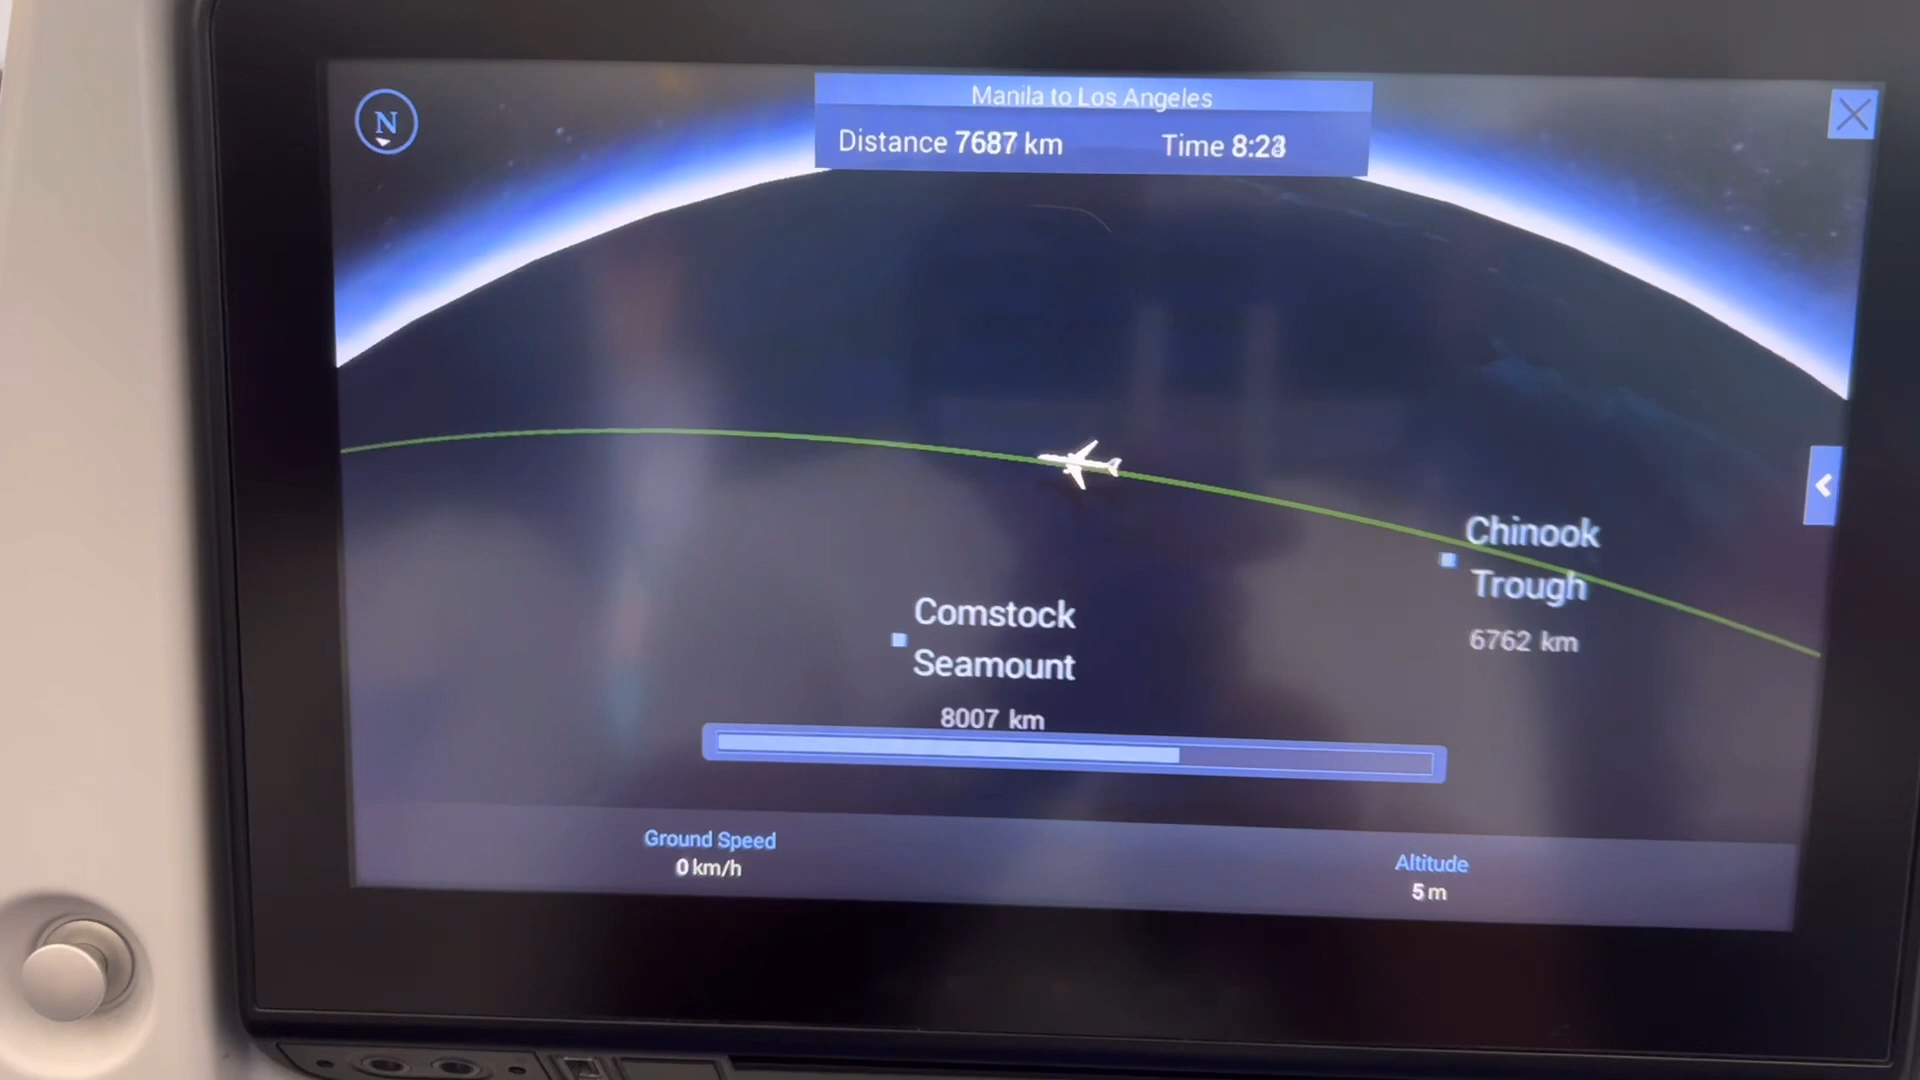 N
Manila to Los Angeles
Distance 7687 km
Time 8:23
Chinook
Trough
6762 km
Comstock
Seamount
8007 km
Ground Speed
0 km/h
Altitude
5 m